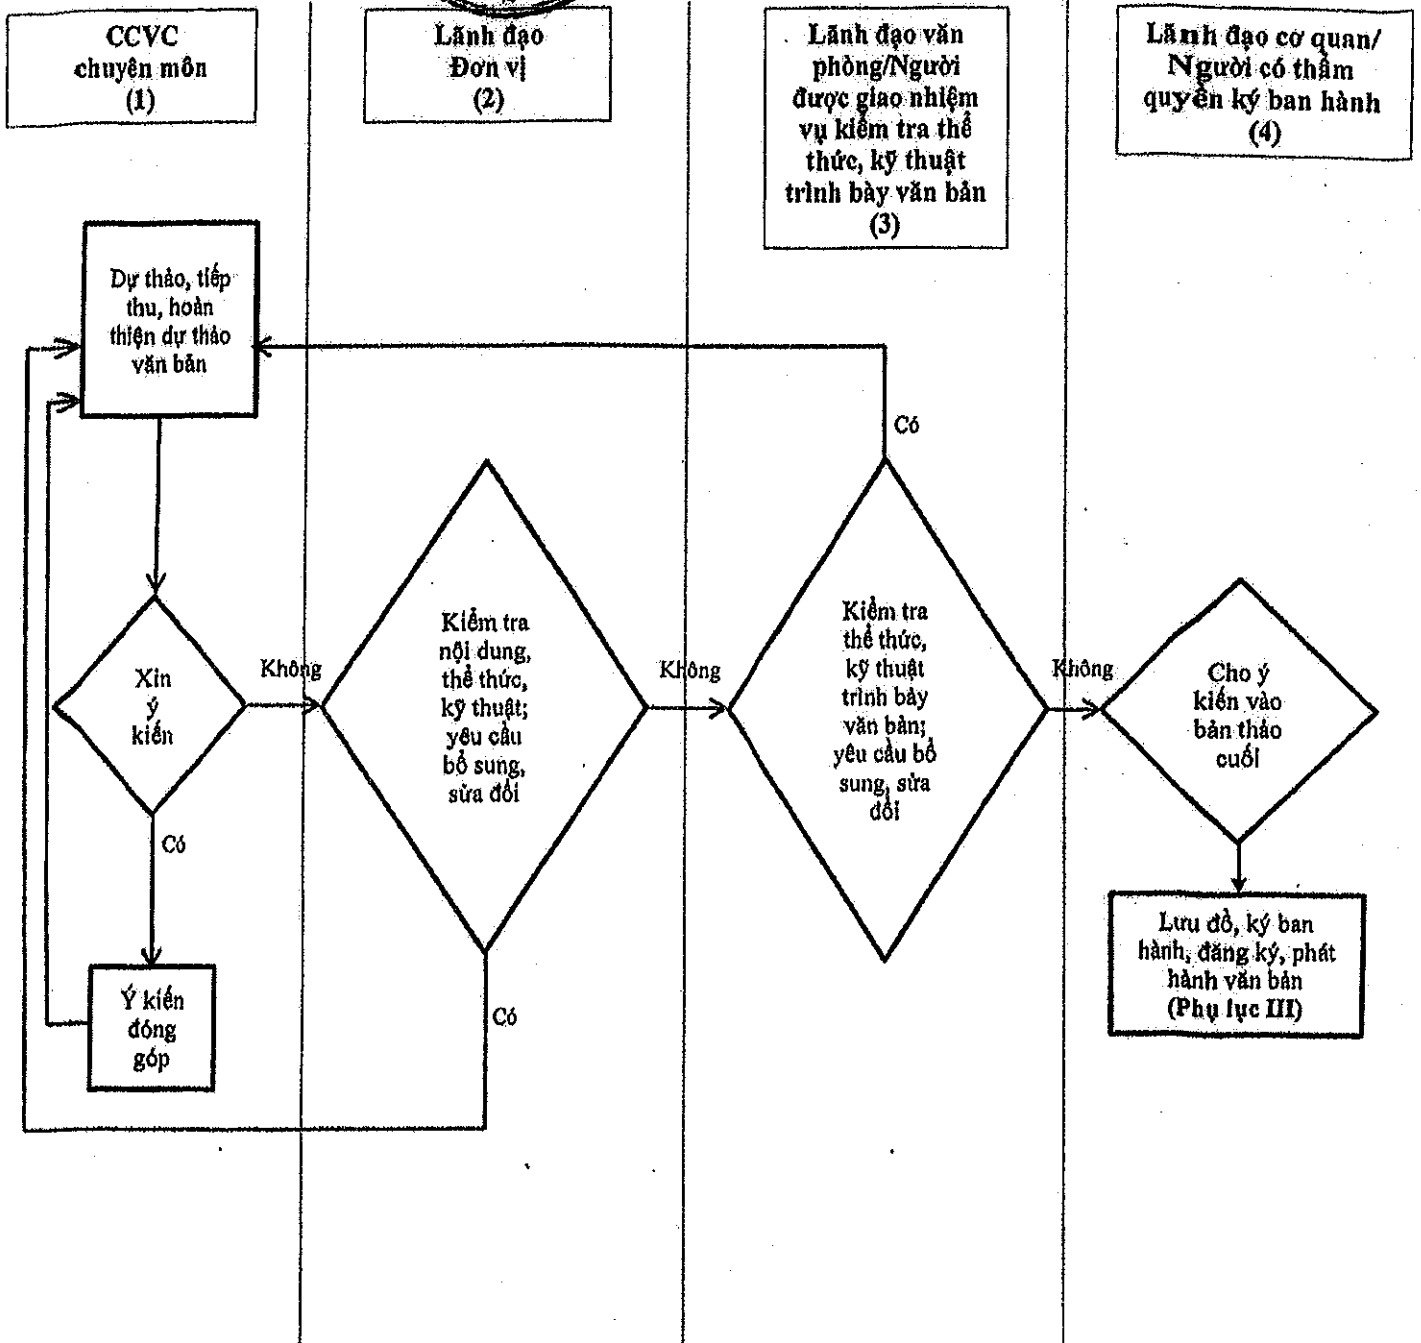 CCVC
chuyên môn
(1)
Lãnh đạo
Đơn vị
(2)
Lãnh đạo văn
phòng/Người
được giao nhiệm
vụ kiểm tra thể
thức, kỹ thuật
trình bày văn bản
(3)
Lãnh đạo cơ quan/
Người có thẩm
quyền ký ban hành
(4)
Dự thảo, tiếp
thu, hoàn
thiện dự thảo
văn bản
Có
Xin
ý
kiến
Không
Kiểm tra
nội dung,
thể thức,
kỹ thuật;
yêu cầu
bổ sung,
sửa đổi
Không
Kiểm tra
thể thức,
kỹ thuật
trình bày
văn bản;
yêu cầu bổ
sung, sửa
đổi
Không
Cho ý
kiến vào
bản thảo
cuối
Có
Ý kiến
đóng
góp
Có
Lưu đồ, ký ban
hành, đăng ký, phát
hành văn bản
(Phụ lục III)